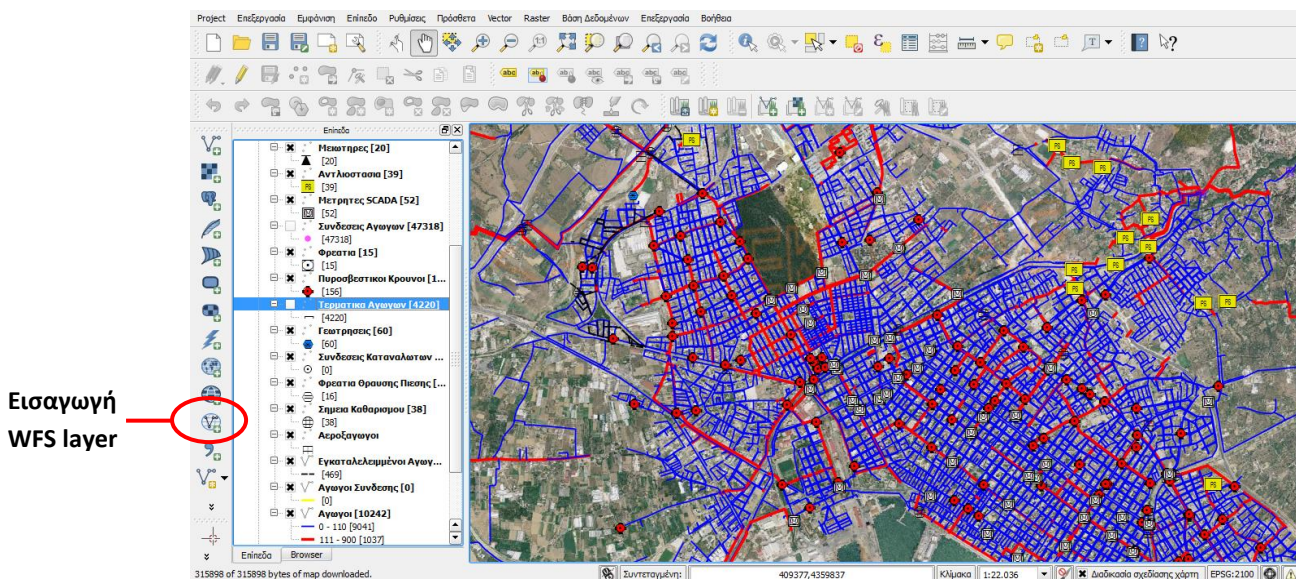 Project Επεξεργασία Εμφάνιση Επίπεδο Ρυθμίσεις Πρόσθετα Vector Raster Βάση Δεδομένων Επεξεργασία Βοήθεια
Επίπεδα
Μειωτηρες [20]
[20]
Αντλιοστασια [39]
PS [39]
Μετρητες SCADA [52]
[52]
Συνδεσεις Αγωγων [47318]
[47318]
Φρεατια [15]
[15]
Πυροσβεστικοι Κρουνοι [1...
[156]
Τερματικα Αγωγων [4220]
[4220]
Γεωτρησεις [60]
[60]
Συνδεσεις Καταναλωτων ...
[0]
Φρεατια Θραυσης Πιεσης [...
[16]
Σημεια Καθαρισμου [38]
[38]
Αεροξαγωγοι
Εγκαταλελειμμένοι Αγωγ...
[469]
Αγωγοι Συνδεσης [0]
[0]
Αγωγοι [10242]
0 - 110 [9041]
111 - 900 [1037]
Επίπεδα Browser
Εισαγωγή
WFS layer
315898 of 315898 bytes of map downloaded.
Συντεταγμένη: 409377,4359837 Κλίμακα 1:22.036 Διαδικασία σχεδίασης χάρτη EPSG:2100